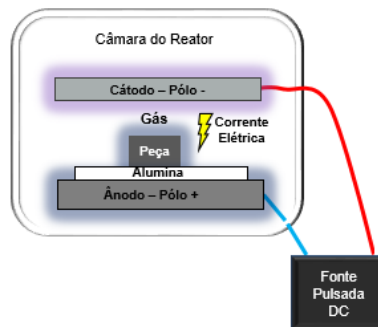 Câmara do Reator
Cátodo – Pólo -
Gás
Corrente
Elétrica
Peça
Alumina
Ânodo – Pólo +
Fonte
Pulsada
DC